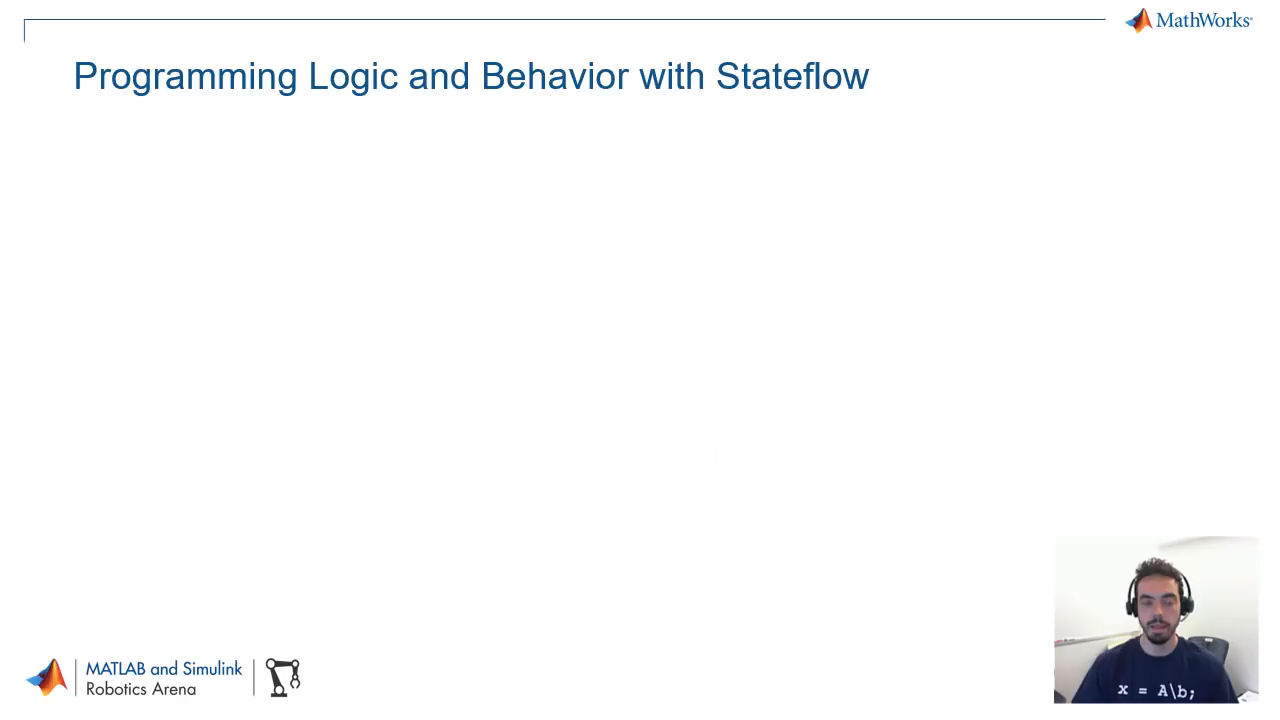 MathWorks®
Programming Logic and Behavior with Stateflow
MATLAB and Simulink
Robotics Arena
x = A\b;